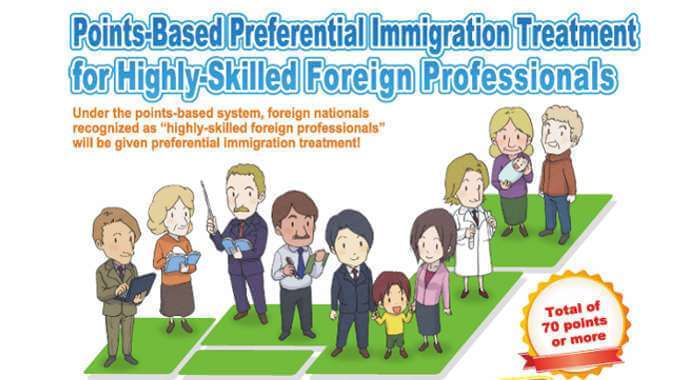 Points-Based Preferential Immigration Treatment
for Highly-Skilled Foreign Professionals
Under the points-based system, foreign nationals
recognized as “highly-skilled foreign professionals”
will be given preferential immigration treatment!
Total of
70 points
or more